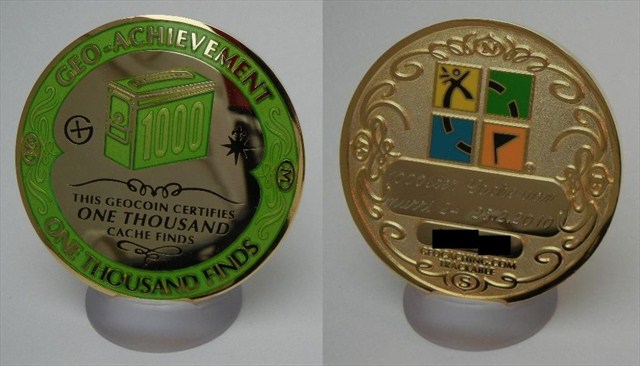 GEO-ACHIEVEMENT
1000
THIS GEOCOIN CERTIFIES
ONE THOUSAND
CACHE FINDS
ONE THOUSAND FINDS
N
S
GEOCACHING.COM
TRACKABLE